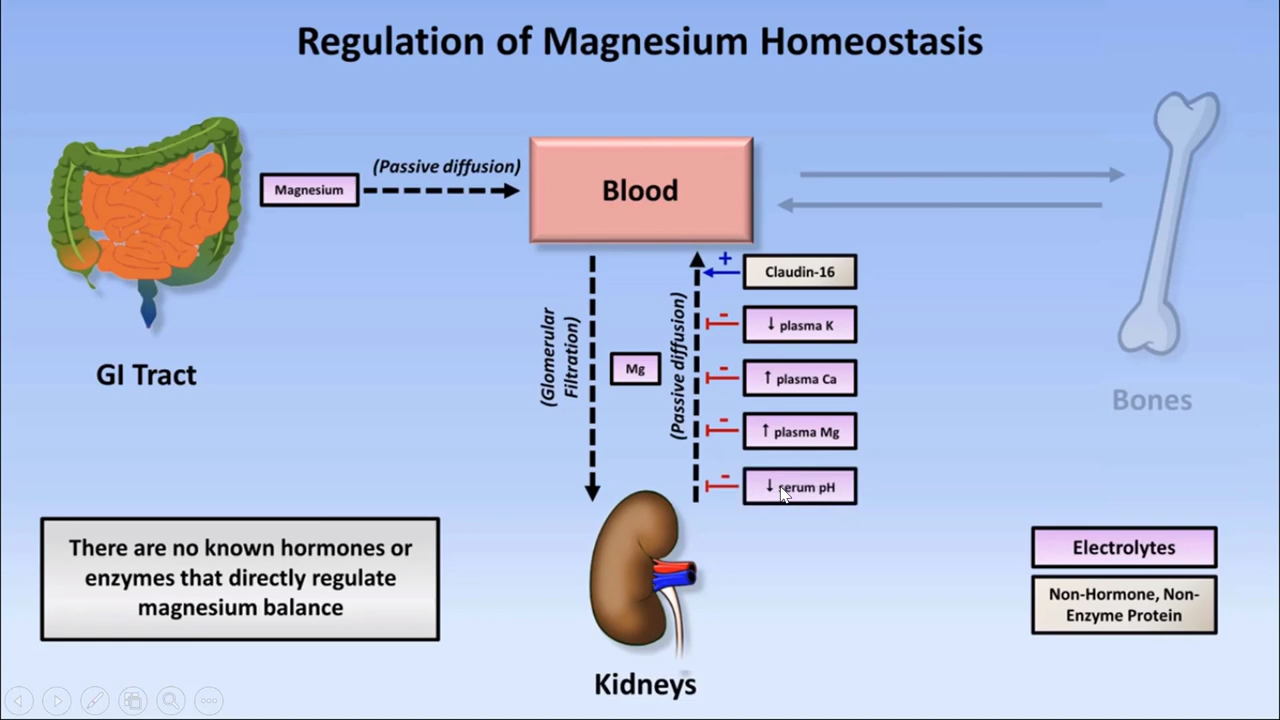 Regulation of Magnesium Homeostasis
(Passive diffusion)
Magnesium
Blood
GI Tract
(Glomerular
Filtration)
Mg
(Passive diffusion)
+
Claudin-16
-
↓ plasma K
-
↑ plasma Ca
-
↑ plasma Mg
-
↓ serum pH
Bones
There are no known hormones or
enzymes that directly regulate
magnesium balance
Kidneys
Electrolytes
Non-Hormone, Non-
Enzyme Protein